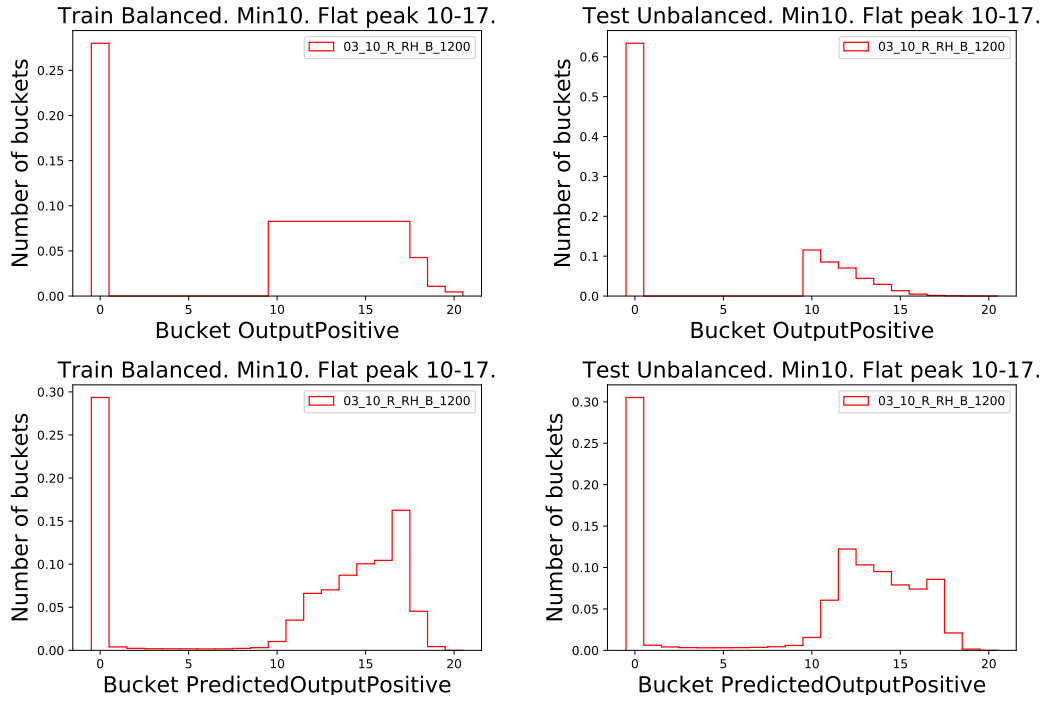 Train Balanced. Min10. Flat peak 10-17.
Number of buckets
0.25
0.20
0.15
0.10
0.05
0.00
03_10_R_RH_B_1200
0 5 10 15 20
Bucket OutputPositive
Test Unbalanced. Min10. Flat peak 10-17.
Number of buckets
0.6
0.5
0.4
0.3
0.2
0.1
0.0
03_10_R_RH_B_1200
0 5 10 15 20
Bucket OutputPositive
Train Balanced. Min10. Flat peak 10-17.
Number of buckets
0.30
0.25
0.20
0.15
0.10
0.05
0.00
03_10_R_RH_B_1200
0 5 10 15 20
Bucket PredictedOutputPositive
Test Unbalanced. Min10. Flat peak 10-17.
Number of buckets
0.30
0.25
0.20
0.15
0.10
0.05
0.00
03_10_R_RH_B_1200
0 5 10 15 20
Bucket PredictedOutputPositive